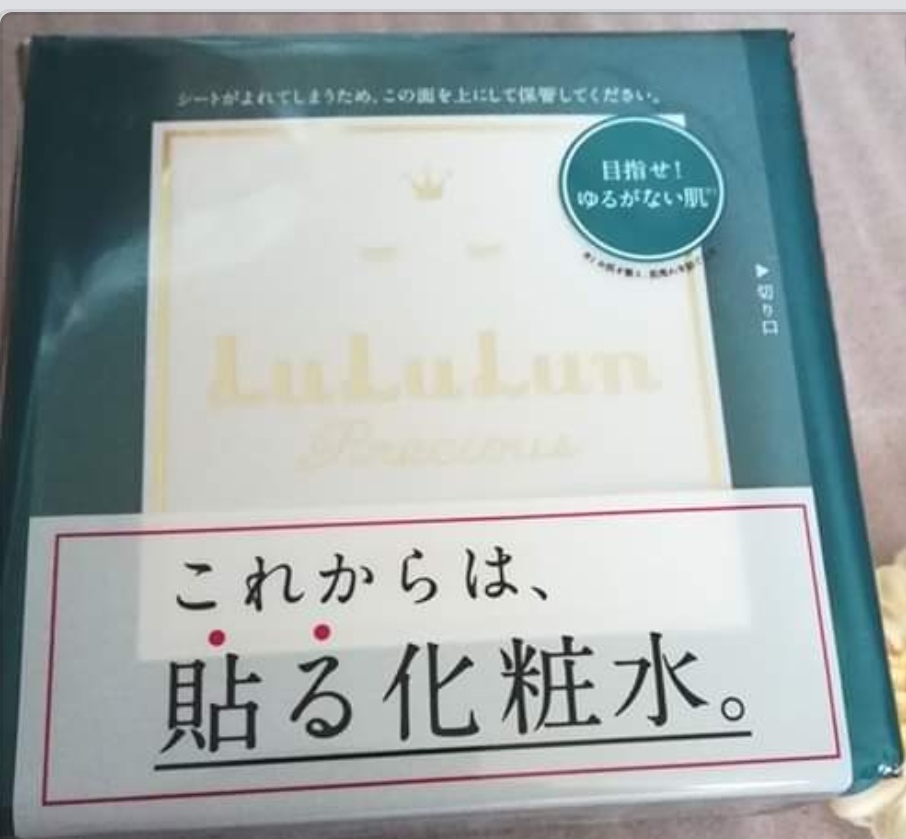 シートがよれてしまうため、この面を上にして保管してください。
目指せ!
ゆるがない肌
▶切り口
LuLuLun
Precious
これからは、
貼る化粧水。